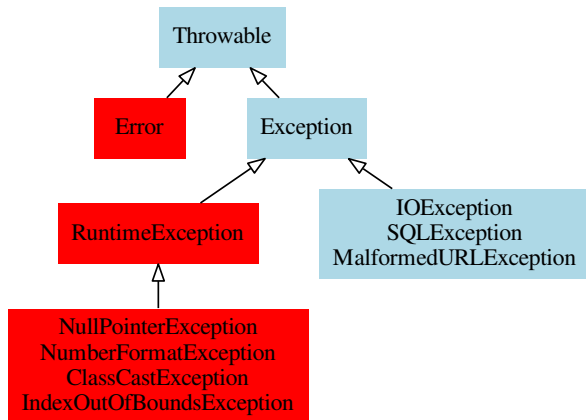 Throwable
Error
Exception
RuntimeException
IOException
SQLException
MalformedURLException
NullPointerException
NumberFormatException
ClassCastException
IndexOutOfBoundsException